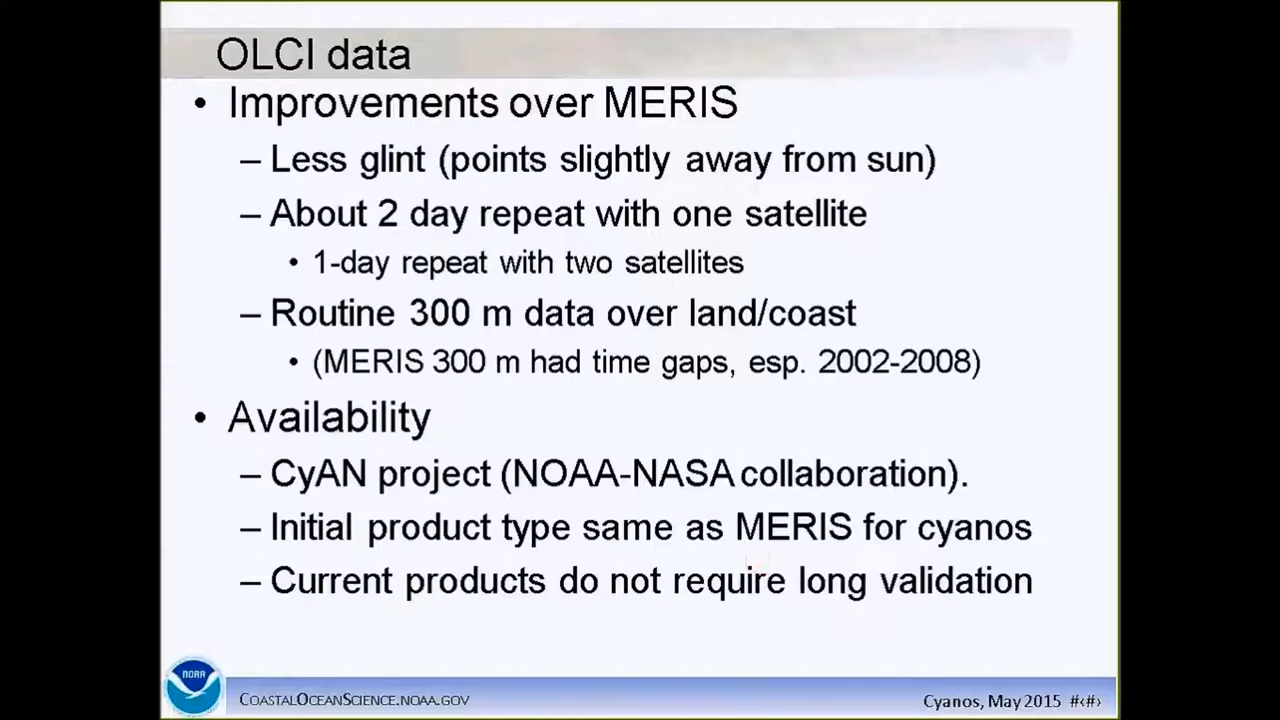 OLCI data
• Improvements over MERIS
– Less glint (points slightly away from sun)
– About 2 day repeat with one satellite
• 1-day repeat with two satellites
– Routine 300 m data over land/coast
• (MERIS 300 m had time gaps, esp. 2002-2008)
• Availability
– CyAN project (NOAA-NASA collaboration).
– Initial product type same as MERIS for cyanos
– Current products do not require long validation
NOAA
COASTALOCEANSCIENCE.NOAA.GOV
Cyanos, May 2015 #‹#›